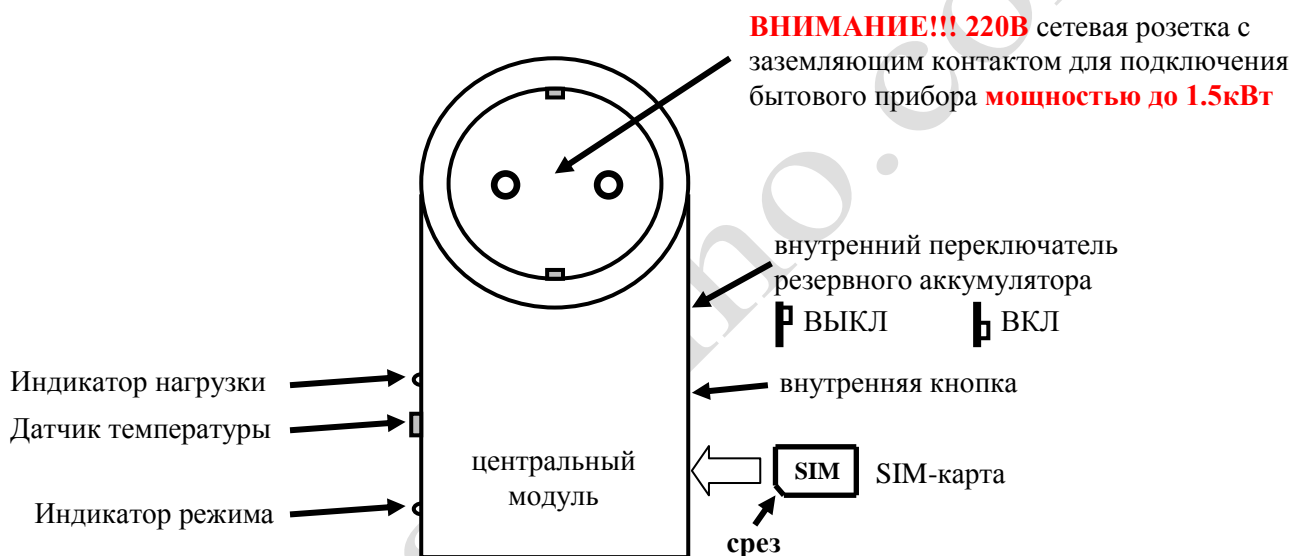 ВНИМАНИЕ!!! 220В сетевая розетка с
заземляющим контактом для подключения
бытового прибора мощностью до 1.5кВт
внутренний переключатель
резервного аккумулятора
ВЫКЛ ВКЛ
Индикатор нагрузки
внутренняя кнопка
Датчик температуры
центральный
модуль
SIM SIM-карта
Индикатор режима
срез